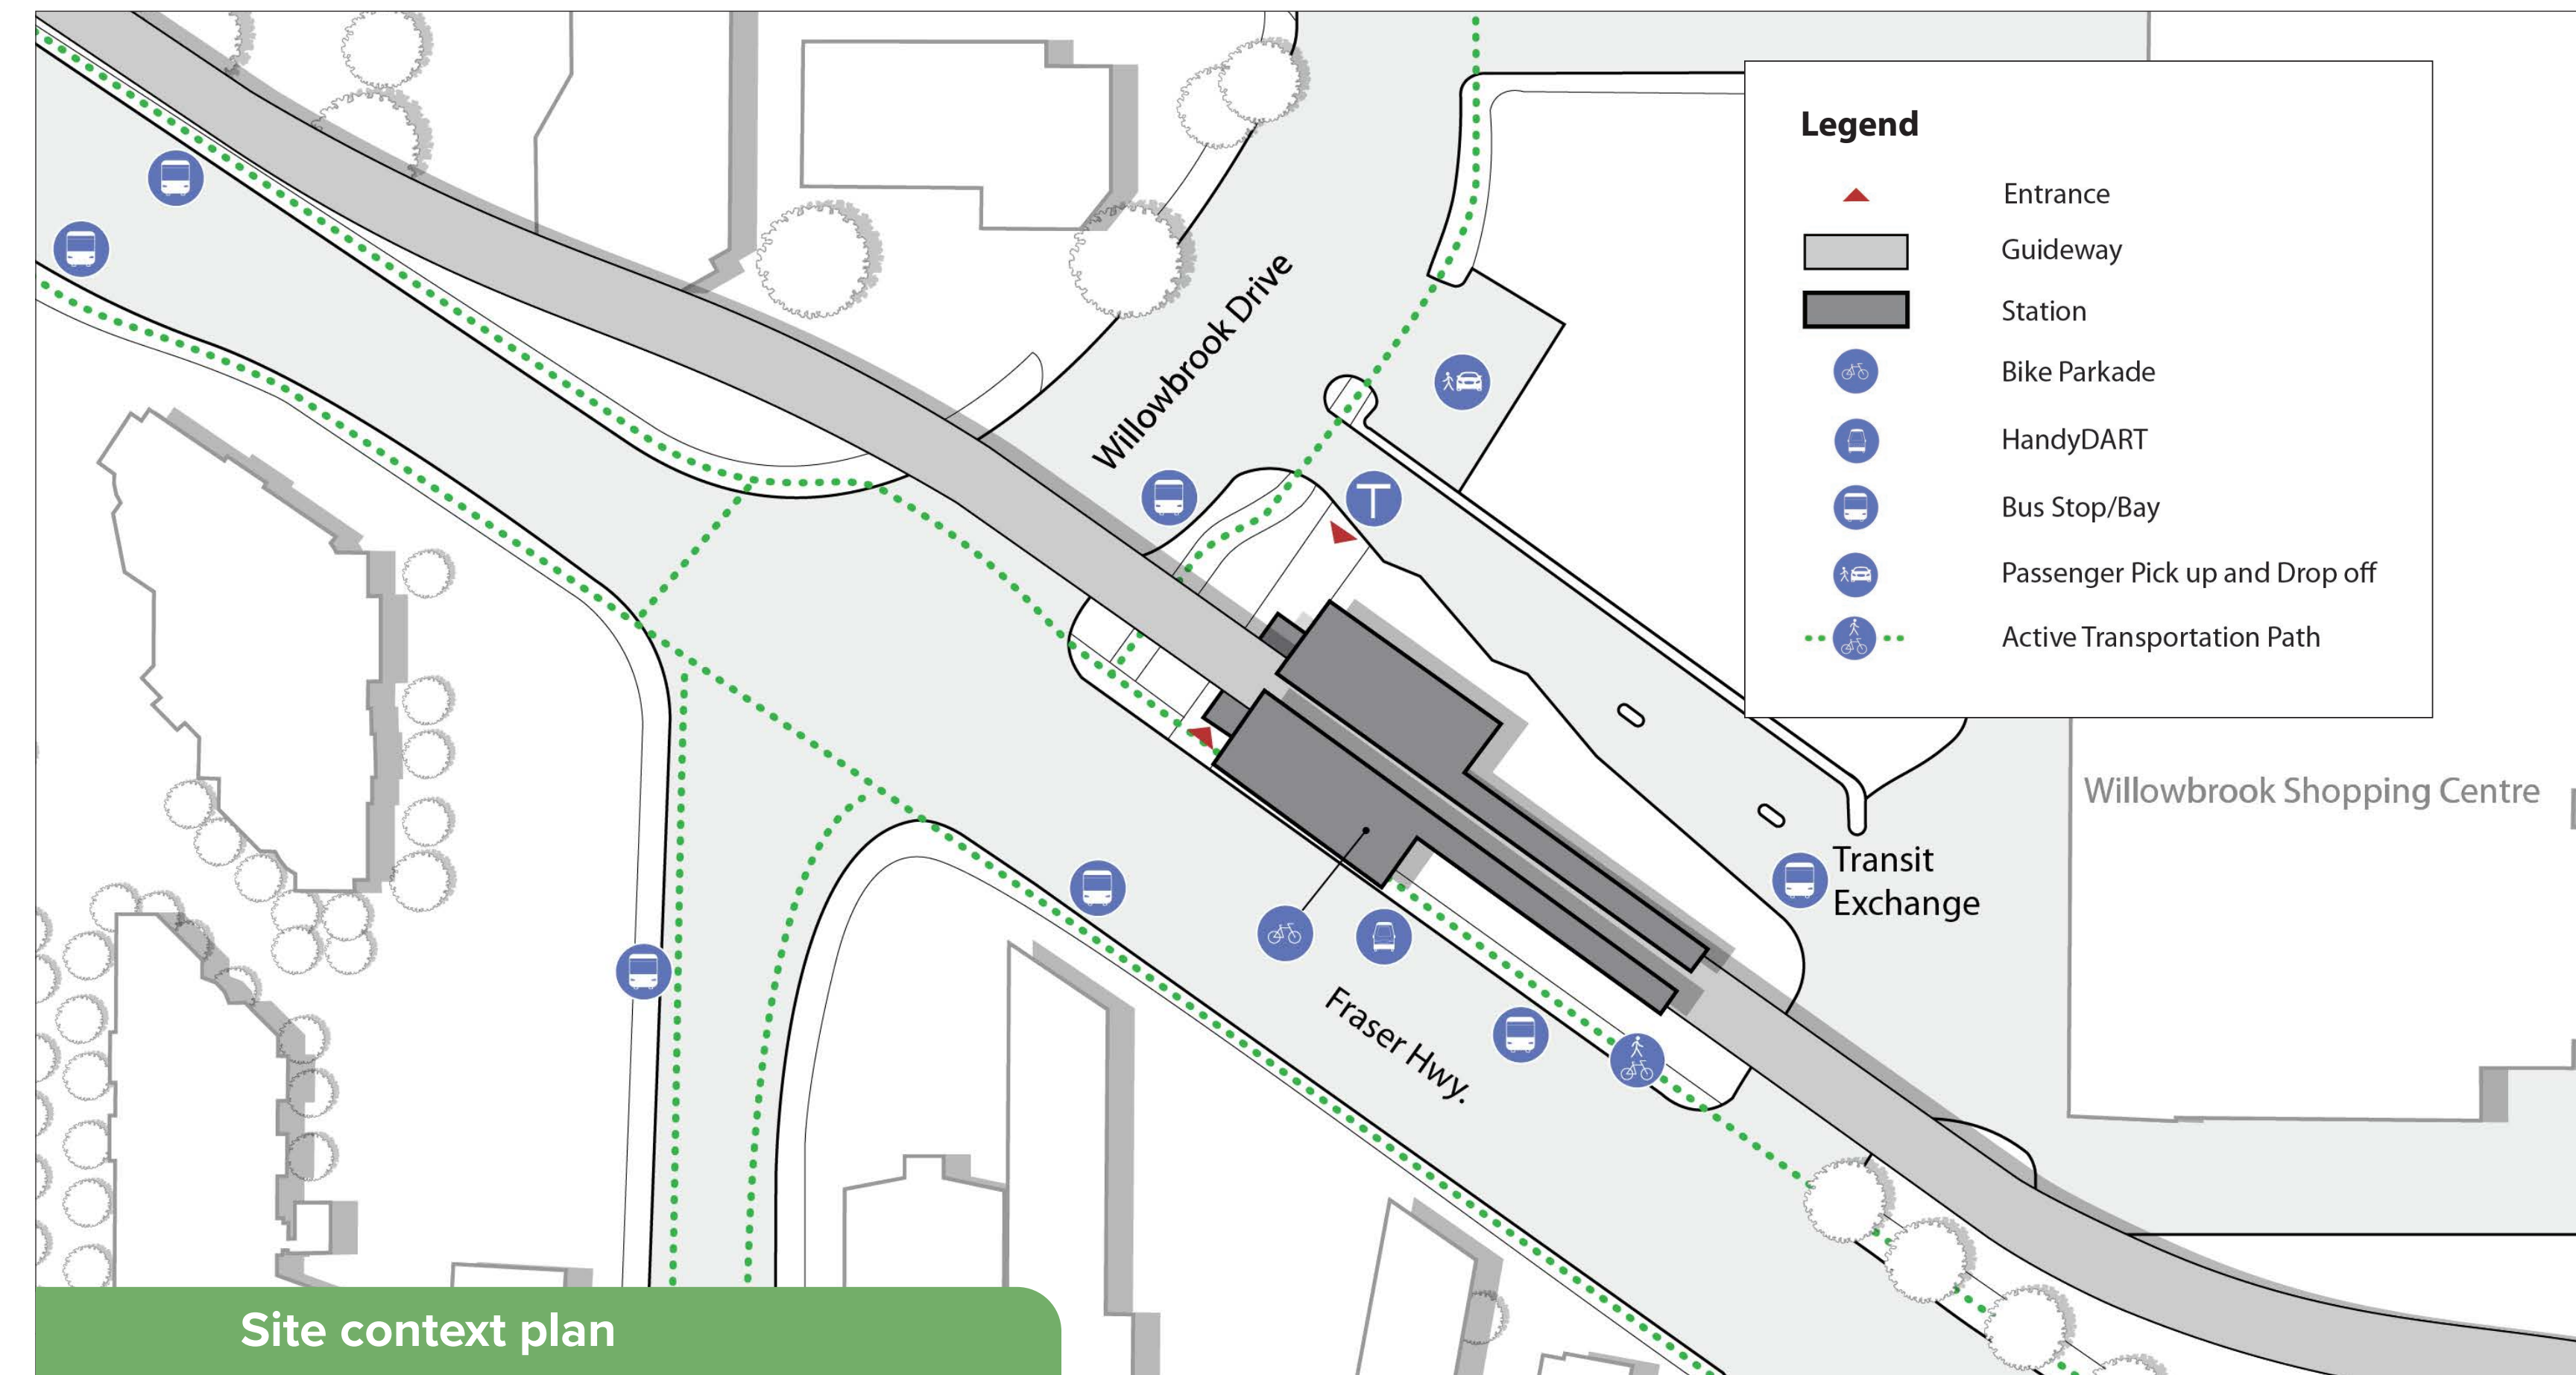 Legend
Entrance
Guideway
Station
Bike Parkade
HandyDART
Bus Stop/Bay
Passenger Pick up and Drop off
Active Transportation Path
Willowbrook Drive
T
Willowbrook Shopping Centre
Transit
Exchange
Fraser Hwy.
Site context plan